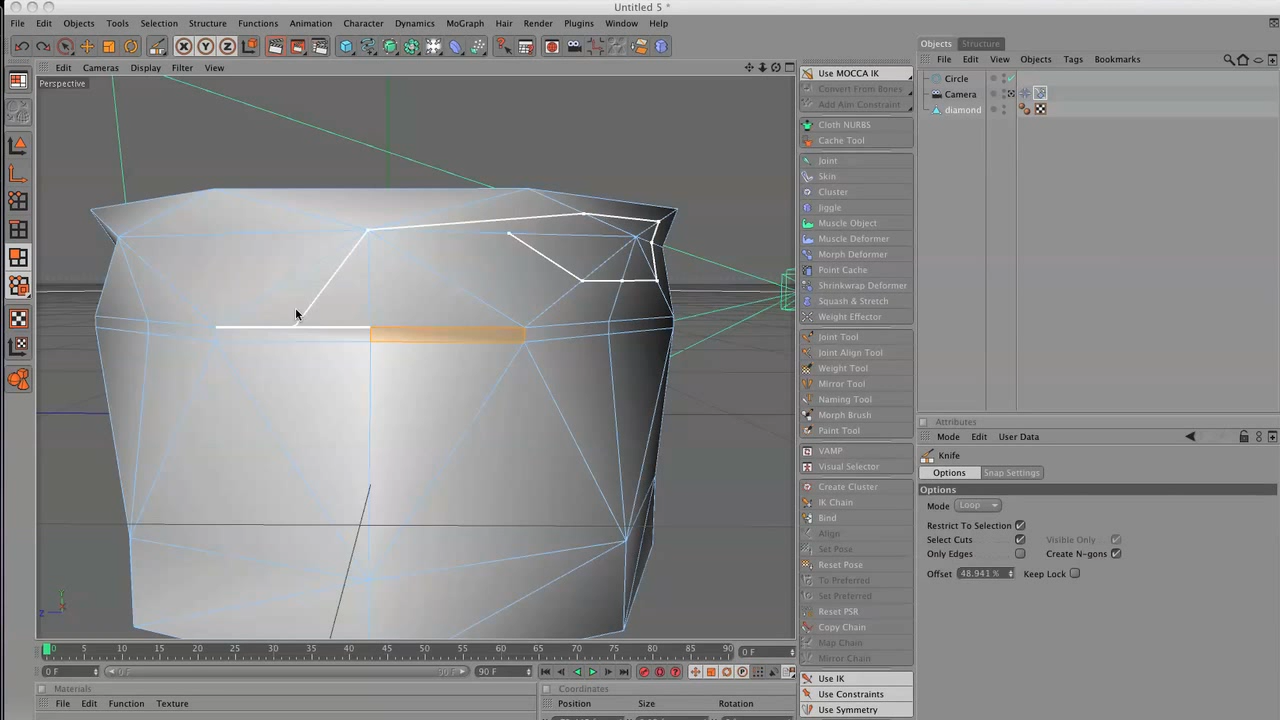 Untitled 5 *
File Edit Objects Tools Selection Structure Functions Animation Character Dynamics MoGraph Hair Render Plugins Window Help
Edit Cameras Display Filter View
Perspective
Z
0 5 10 15 20 25 30 35 40 45 50 55 60 65 70 75 80 85 90 0 F
0 F 90 F
Materials
File Edit Function Texture
Coordinates
Position Size Rotation
Use MOCCA IK
Convert From Bones
Add Aim Constraint
Cloth NURBS
Cache Tool
Joint
Skin
Cluster
Jiggle
Muscle Object
Muscle Deformer
Morph Deformer
Point Cache
Shrinkwrap Deformer
Squash & Stretch
Weight Effector
Joint Tool
Joint Align Tool
Weight Tool
Mirror Tool
Naming Tool
Morph Brush
Paint Tool
VAMP
Visual Selector
Create Cluster
IK Chain
Bind
Align
Set Pose
Reset Pose
To Preferred
Set Preferred
Reset PSR
Copy Chain
Map Chain
Mirror Chain
Use IK
Use Constraints
Use Symmetry
Objects Structure
File Edit View Objects Tags Bookmarks
Circle
Camera
diamond
Attributes
Mode Edit User Data
Knife
Options Snap Settings
Options
Mode Loop
Restrict To Selection
Select Cuts Visible Only
Only Edges Create N-gons
Offset 48.941 % Keep Lock